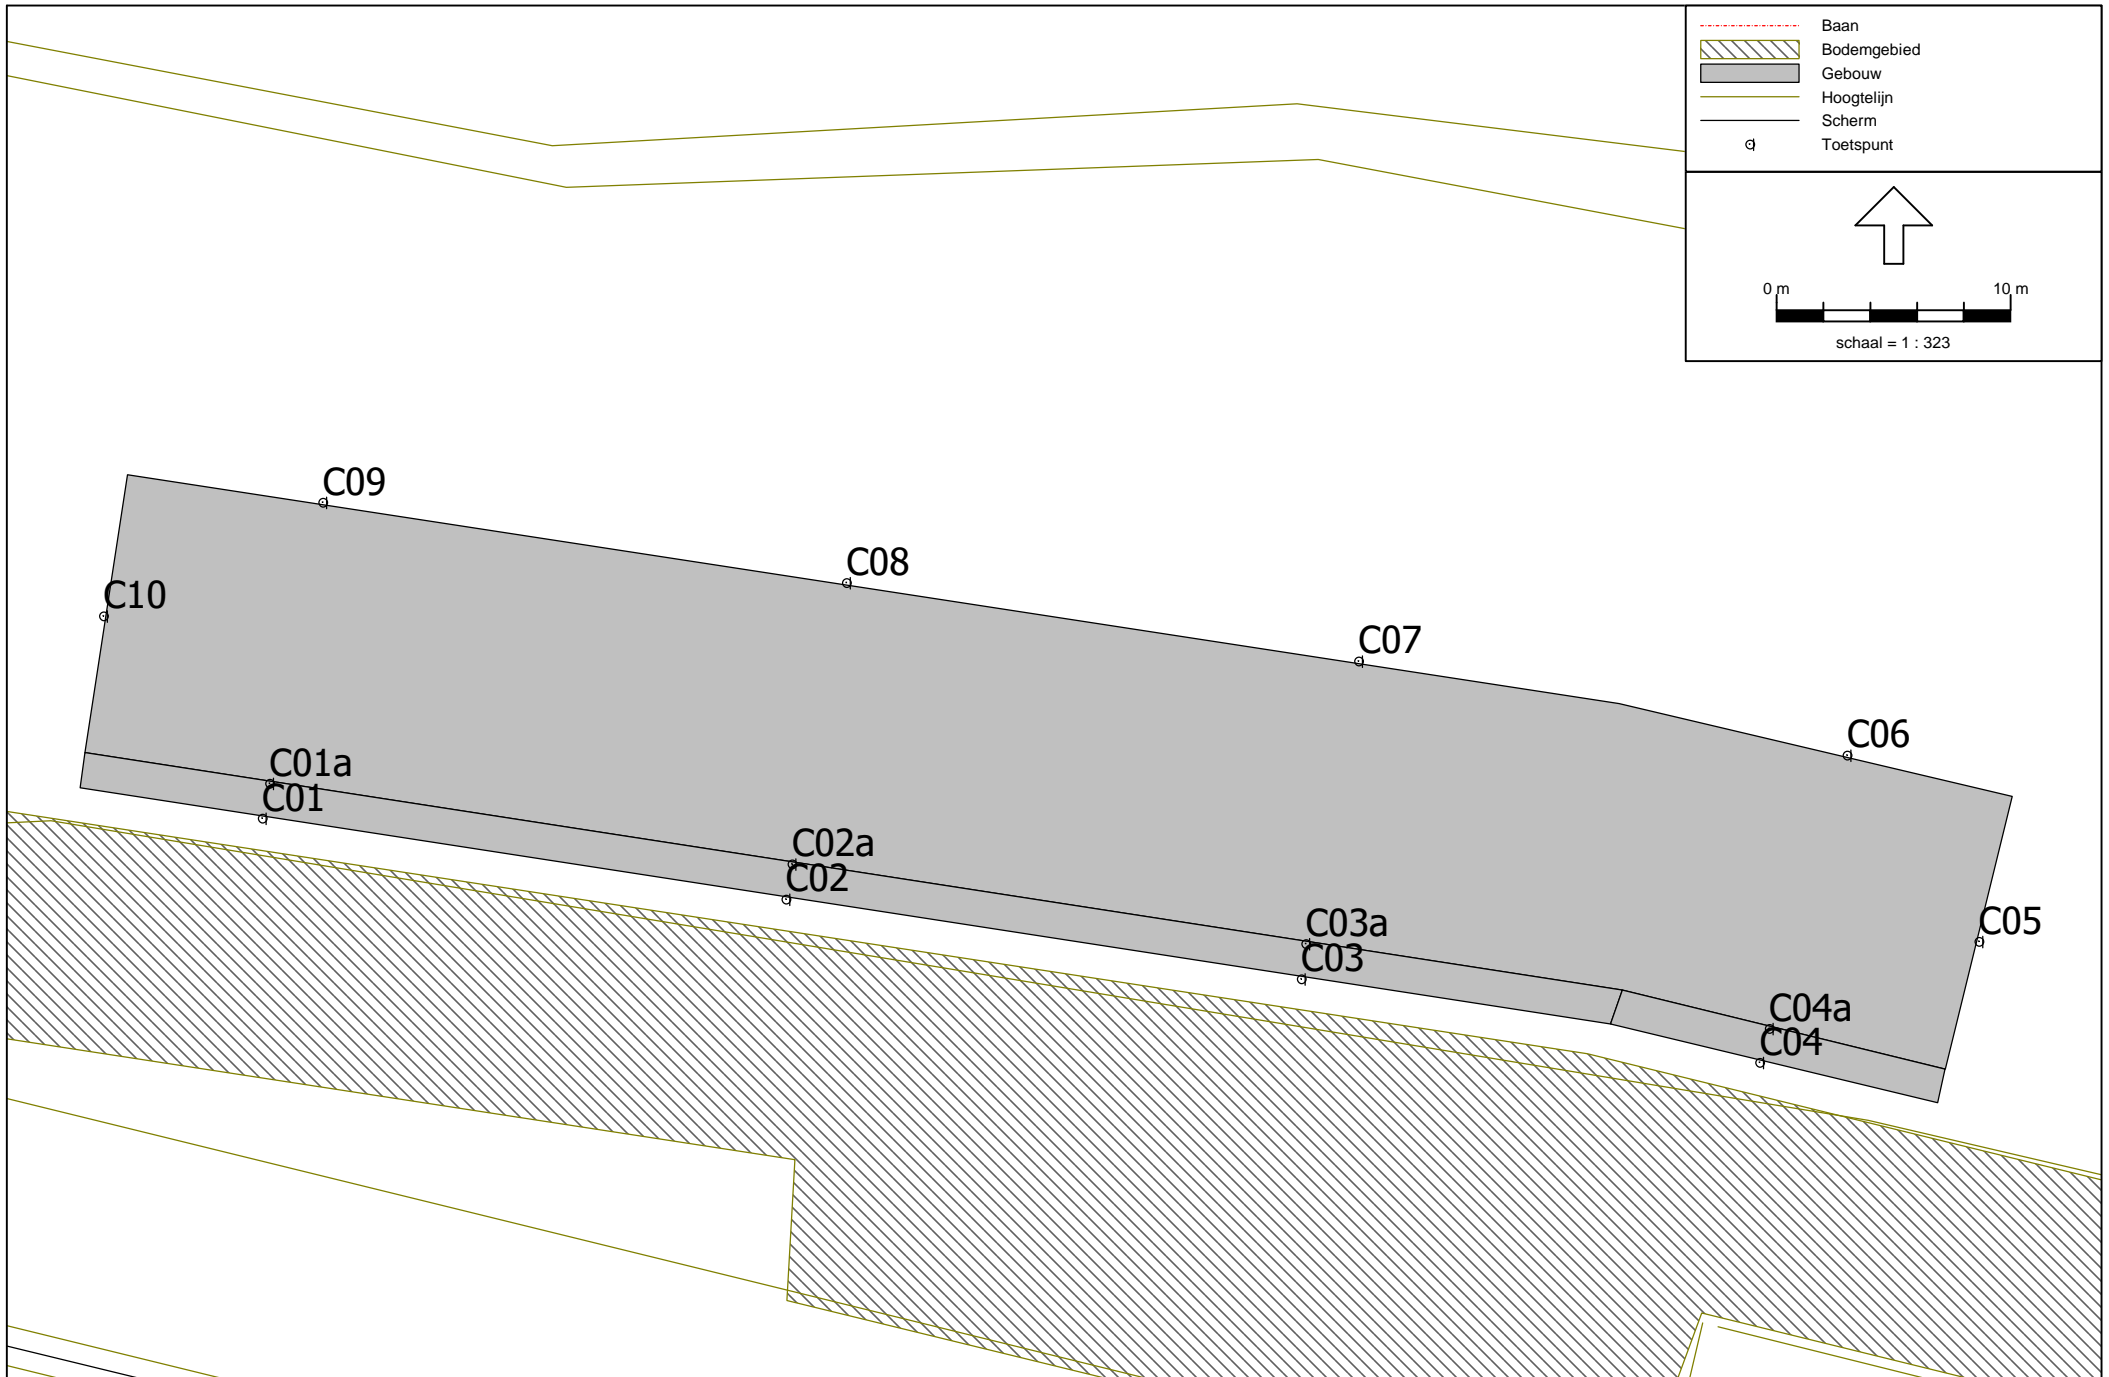 Baan
Bodemgebied
Gebouw
Hoogtelijn
Scherm
Toetspunt
0 m 10 m
schaal = 1 : 323
C09
C08
C10
C07
C06
C01a
C01
C02a
C02
C03a
C03
C05
C04a
C04